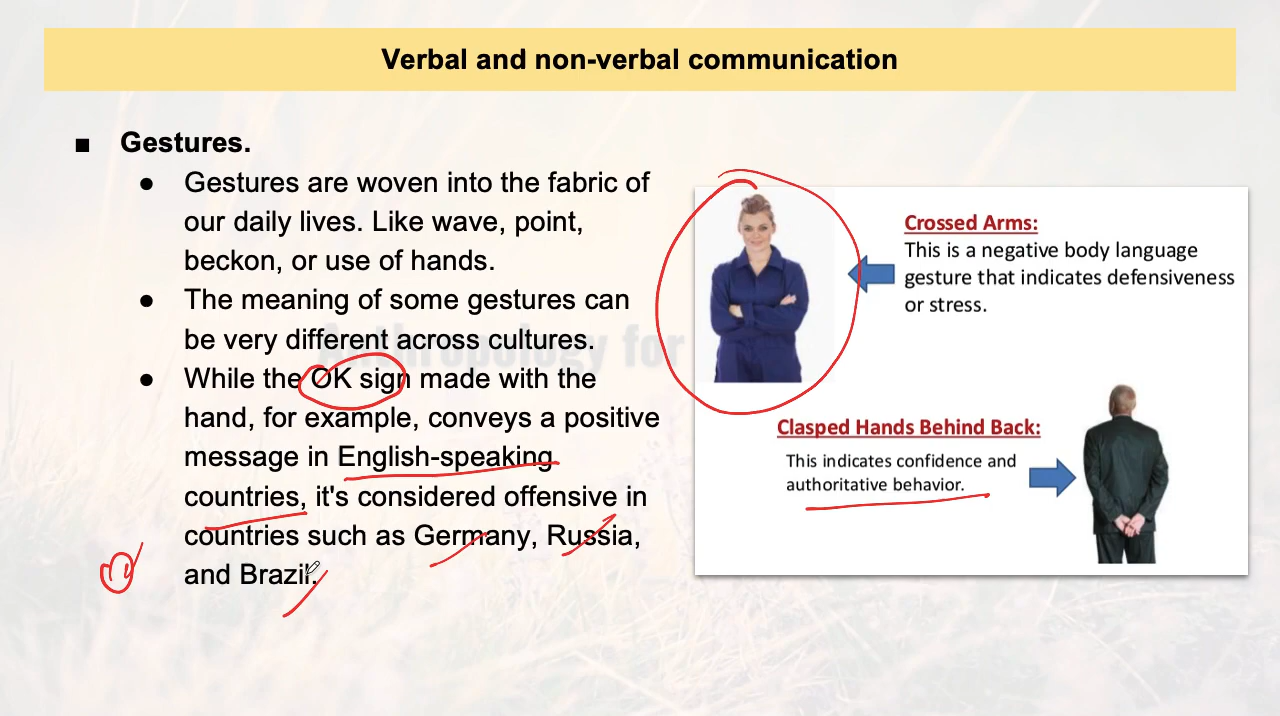 Verbal and non-verbal communication
■ Gestures.
● Gestures are woven into the fabric of
our daily lives. Like wave, point,
beckon, or use of hands.
● The meaning of some gestures can
be very different across cultures.
● While the OK sign made with the
hand, for example, conveys a positive
message in English-speaking
countries, it's considered offensive in
countries such as Germany, Russia,
and Brazil.
Anthropology for
Crossed Arms:
This is a negative body language
gesture that indicates defensiveness
or stress.
Clasped Hands Behind Back:
This indicates confidence and
authoritative behavior.